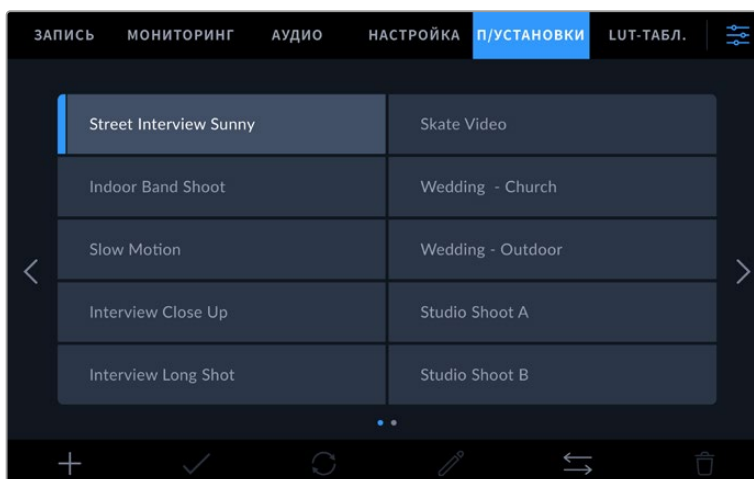 ЗАПИСЬ МОНИТОРИНГ АУДИО НАСТРОЙКА П/УСТАНОВКИ LUT-ТАБЛ.
Street Interview Sunny Skate Video
Indoor Band Shoot Wedding - Church
Slow Motion Wedding - Outdoor
Interview Close Up Studio Shoot A
Interview Long Shot Studio Shoot B